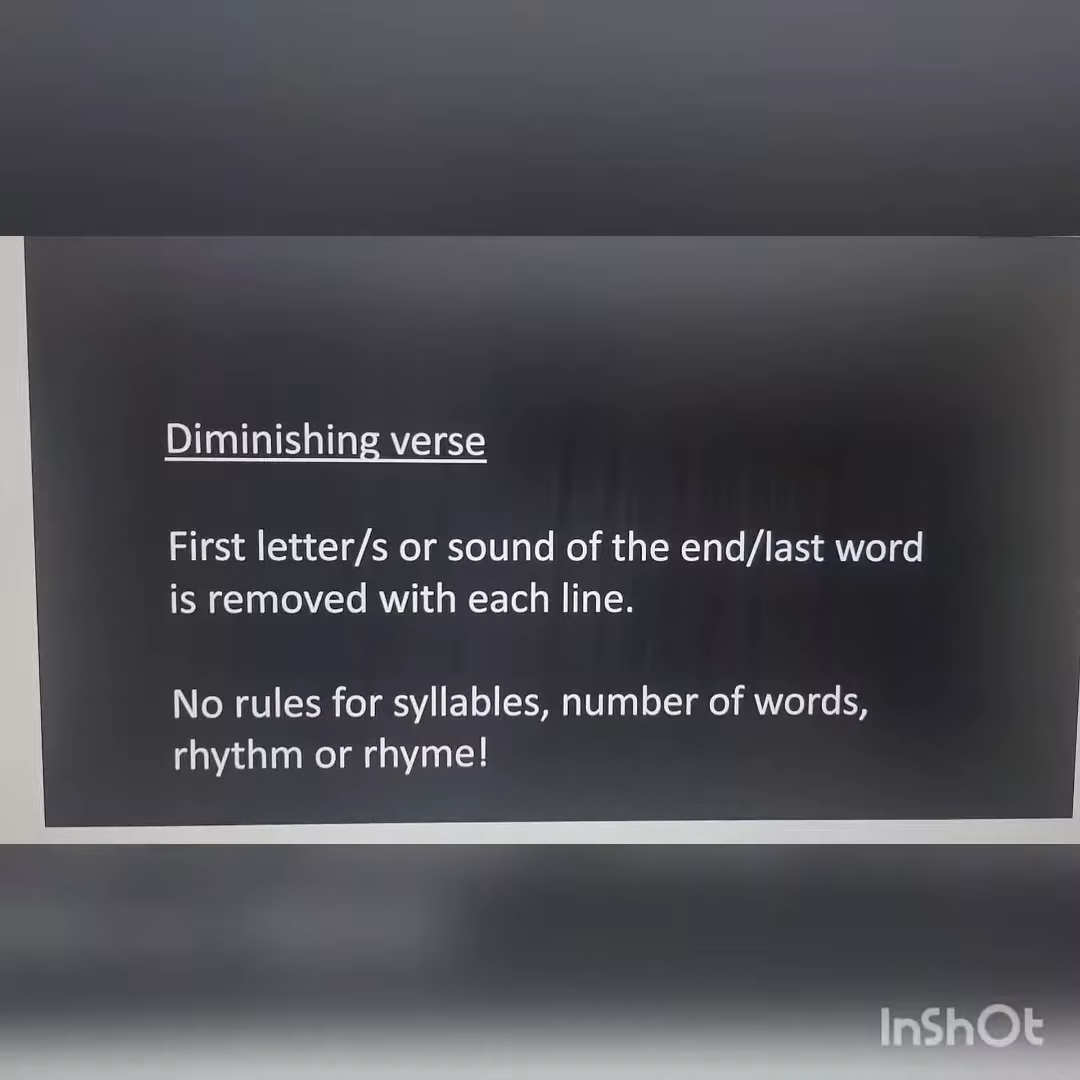 Diminishing verse
First letter/s or sound of the end/last word
is removed with each line.
No rules for syllables, number of words,
rhythm or rhyme!
InShOt